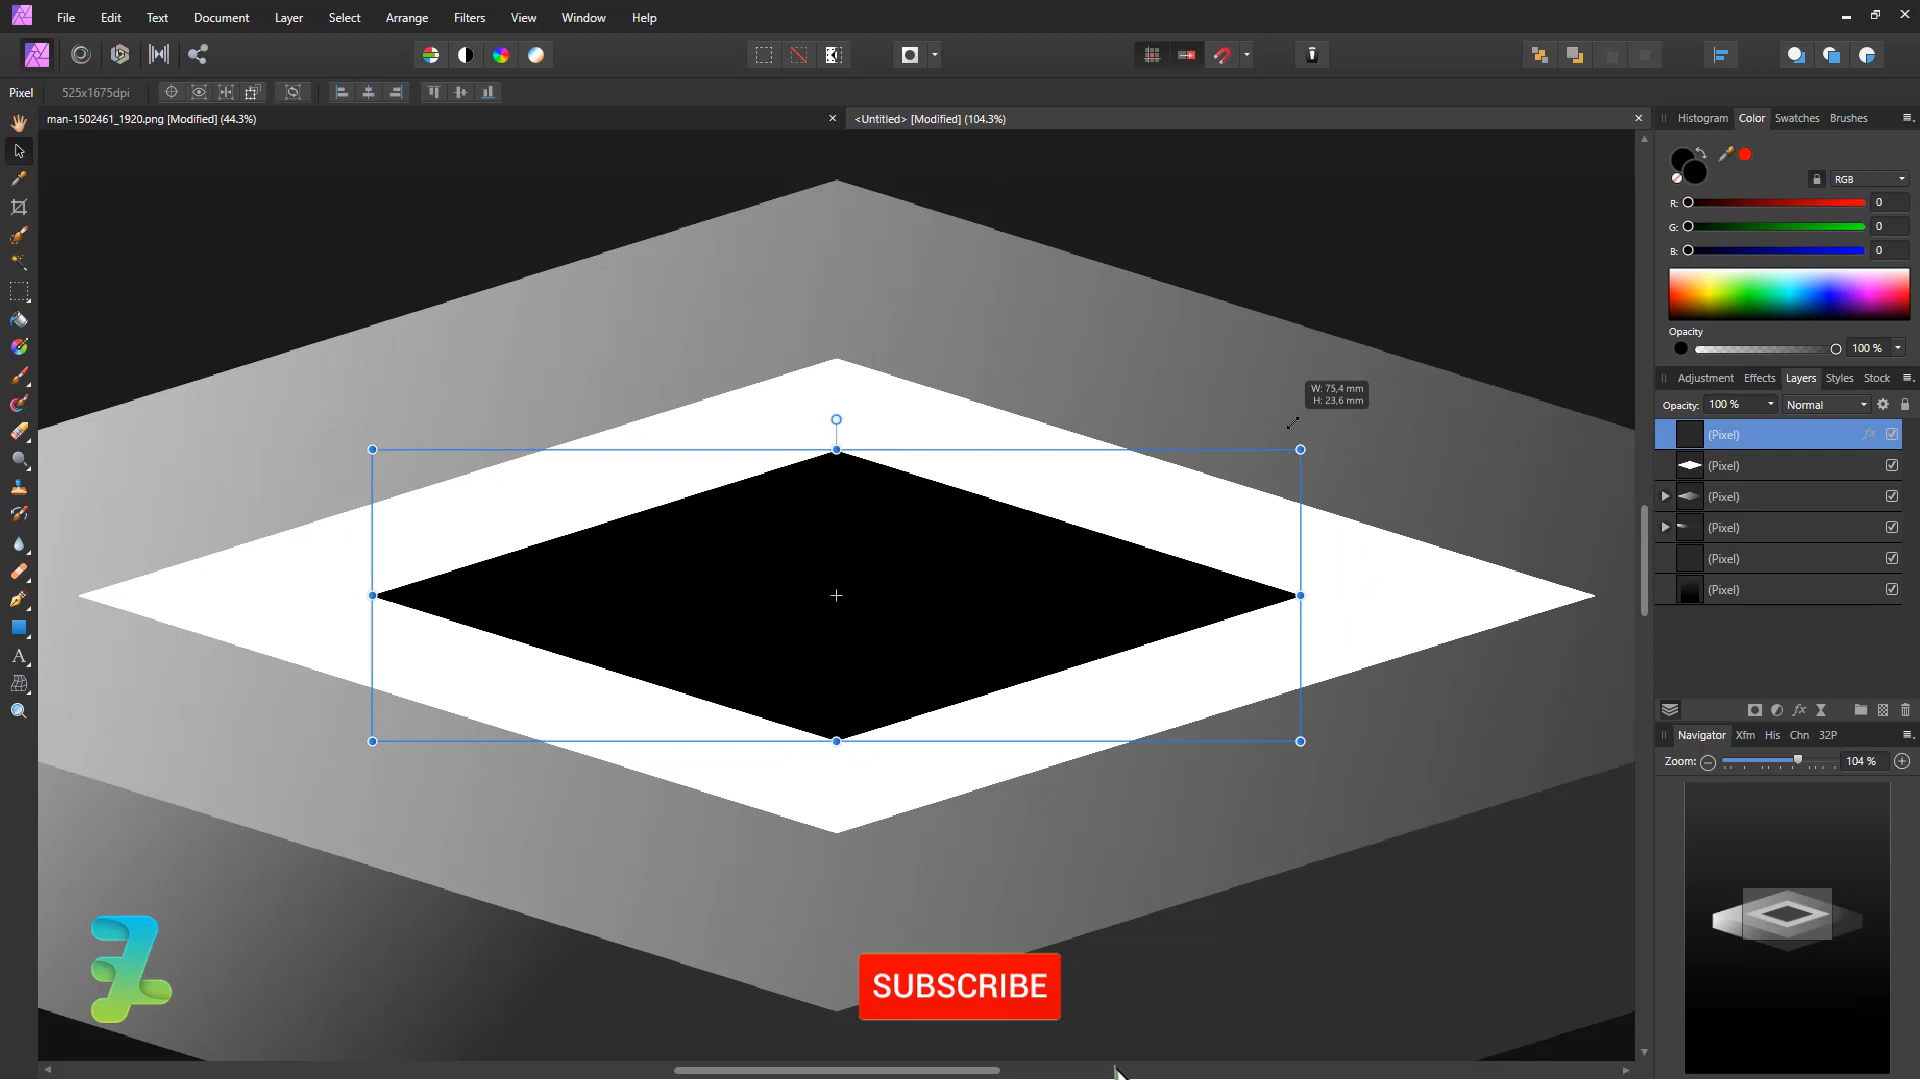 File Edit Text Document Layer Select Arrange Filters View Window Help
Pixel 525x1675dpi
man-1502461_1920.png [Modified] (44.3%)
<Untitled> [Modified] (104.3%)
Histogram Color Swatches Brushes
RGB
R: 0
G: 0
B: 0
Opacity
100 %
Adjustment Effects Layers Styles Stock
Opacity: 100 % Normal
(Pixel)
(Pixel)
(Pixel)
(Pixel)
(Pixel)
(Pixel)
Navigator Xfm His Chn 32P
Zoom: 104 %
W: 75,4 mm
H: 23,6 mm
SUBSCRIBE